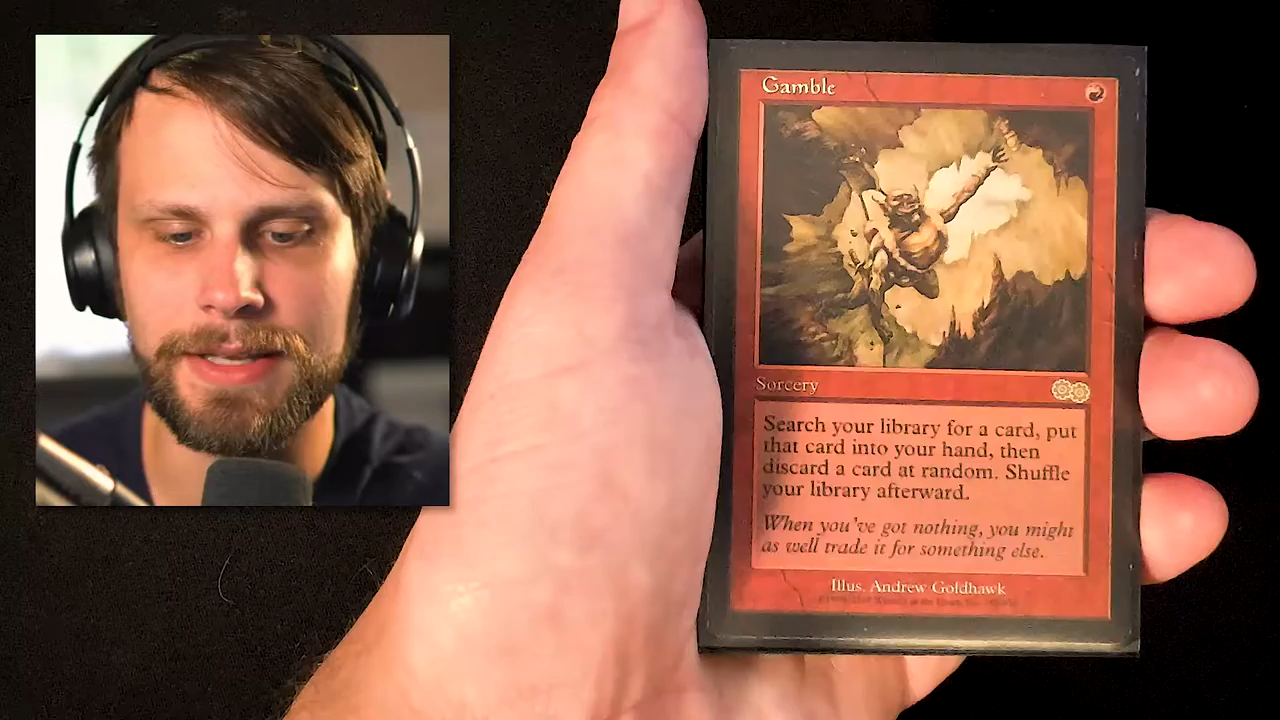 Gamble
Sorcery
Search your library for a card, put
that card into your hand, then
discard a card at random. Shuffle
your library afterward.
When you've got nothing, you might
as well trade it for something else.
Illus. Andrew Goldhawk